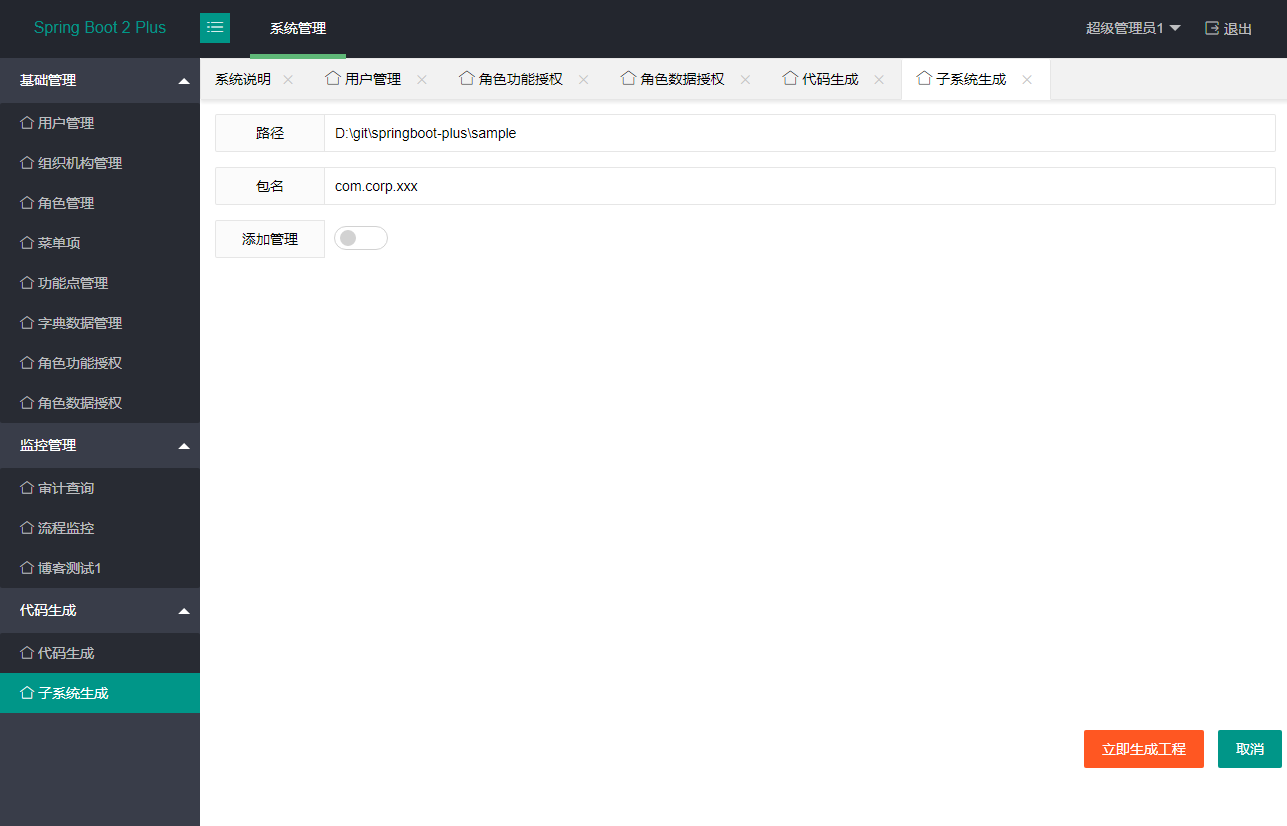 Spring Boot 2 Plus
系统管理
超级管理员1
退出
基础管理
用户管理
组织机构管理
角色管理
菜单项
功能点管理
字典数据管理
角色功能授权
角色数据授权
监控管理
审计查询
流程监控
博客测试1
代码生成
代码生成
子系统生成
系统说明
用户管理
角色功能授权
角色数据授权
代码生成
子系统生成
路径
D:\git\springboot-plus\sample
包名
com.corp.xxx
添加管理
立即生成工程
取消